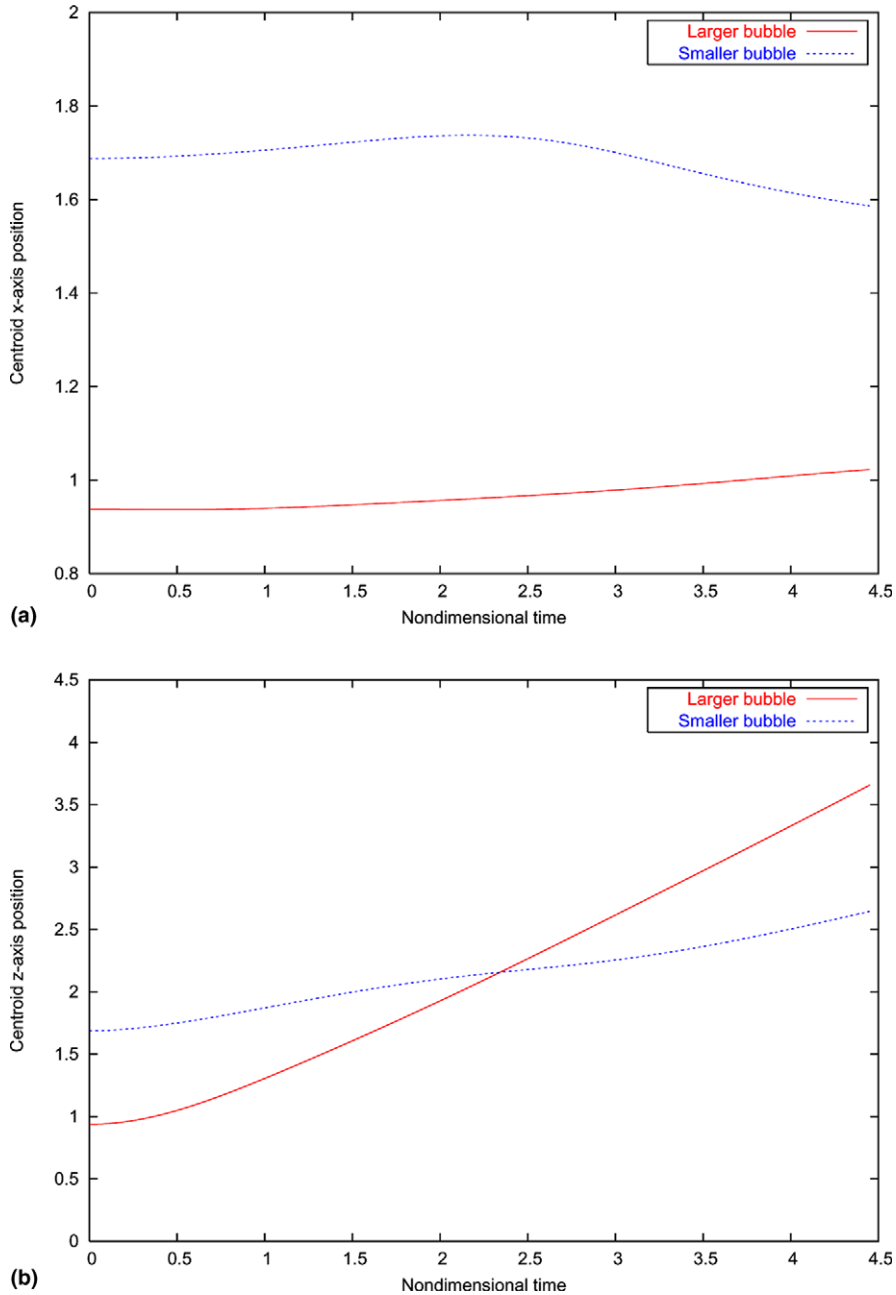 2
1.8
1.6
1.4
1.2
1
0.8
Centroid x-axis position
Larger bubble
Smaller bubble
0 0.5 1 1.5 2 2.5 3 3.5 4 4.5
Nondimensional time
(a)
4.5
4
3.5
3
2.5
2
1.5
1
0.5
0
Centroid z-axis position
Larger bubble
Smaller bubble
0 0.5 1 1.5 2 2.5 3 3.5 4 4.5
Nondimensional time
(b)